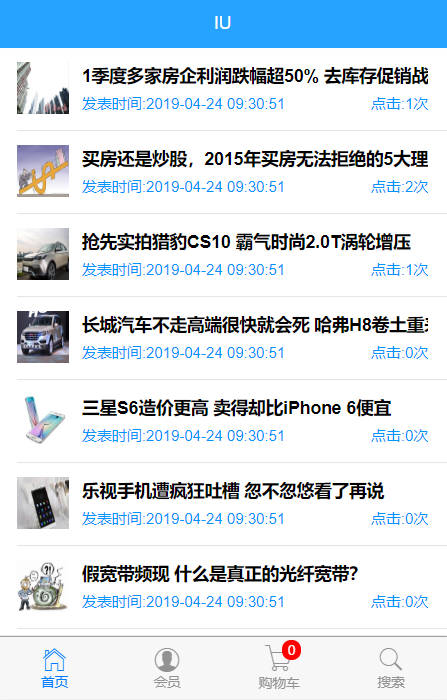 IU
1季度多家房企利润跌幅超50% 去库存促销战
发表时间:2019-04-24 09:30:51 点击:1次
买房还是炒股，2015年买房无法拒绝的5大理
发表时间:2019-04-24 09:30:51 点击:2次
抢先实拍猎豹CS10 霸气时尚2.0T涡轮增压
发表时间:2019-04-24 09:30:51 点击:1次
长城汽车不走高端很快就会死 哈弗H8卷土重
发表时间:2019-04-24 09:30:51 点击:0次
三星S6造价更高 卖得却比iPhone 6便宜
发表时间:2019-04-24 09:30:51 点击:0次
乐视手机遭疯狂吐槽 忽不忽悠看了再说
发表时间:2019-04-24 09:30:51 点击:0次
假宽带频现 什么是真正的光纤宽带?
发表时间:2019-04-24 09:30:51 点击:0次
0
首页 会员 购物车 搜索